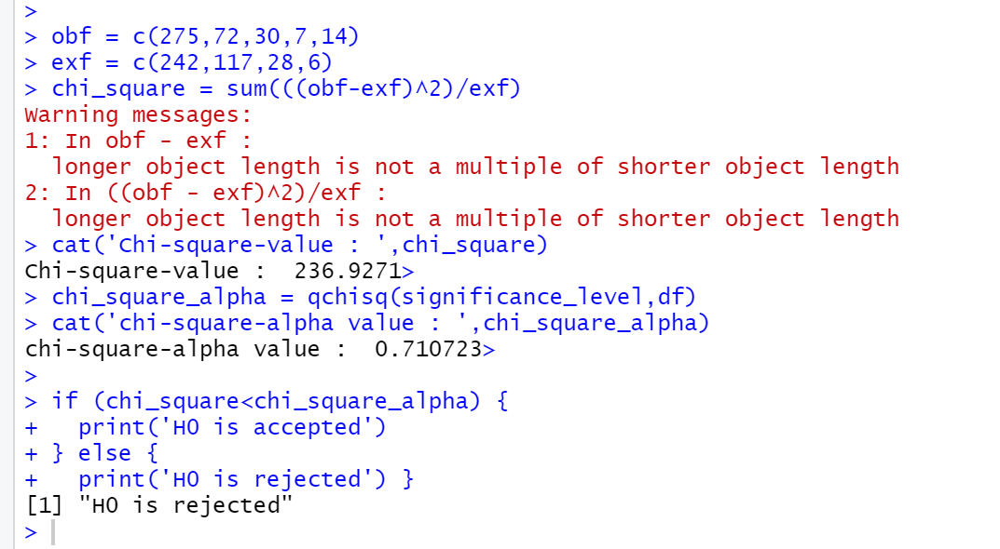 >
> obf = c(275,72,30,7,14)
> exf = c(242,117,28,6)
> chi_square = sum(((obf-exf)^2)/exf)
Warning messages:
1: In obf - exf :
  longer object length is not a multiple of shorter object length
2: In ((obf - exf)^2)/exf :
  longer object length is not a multiple of shorter object length
> cat('Chi-square-value : ',chi_square)
Chi-square-value :  236.9271>
> chi_square_alpha = qchisq(significance_level,df)
> cat('chi-square-alpha value : ',chi_square_alpha)
chi-square-alpha value :  0.710723>
>
> if (chi_square<chi_square_alpha) {
+   print('HO is accepted')
+ } else {
+   print('HO is rejected') }
[1] "HO is rejected"
>